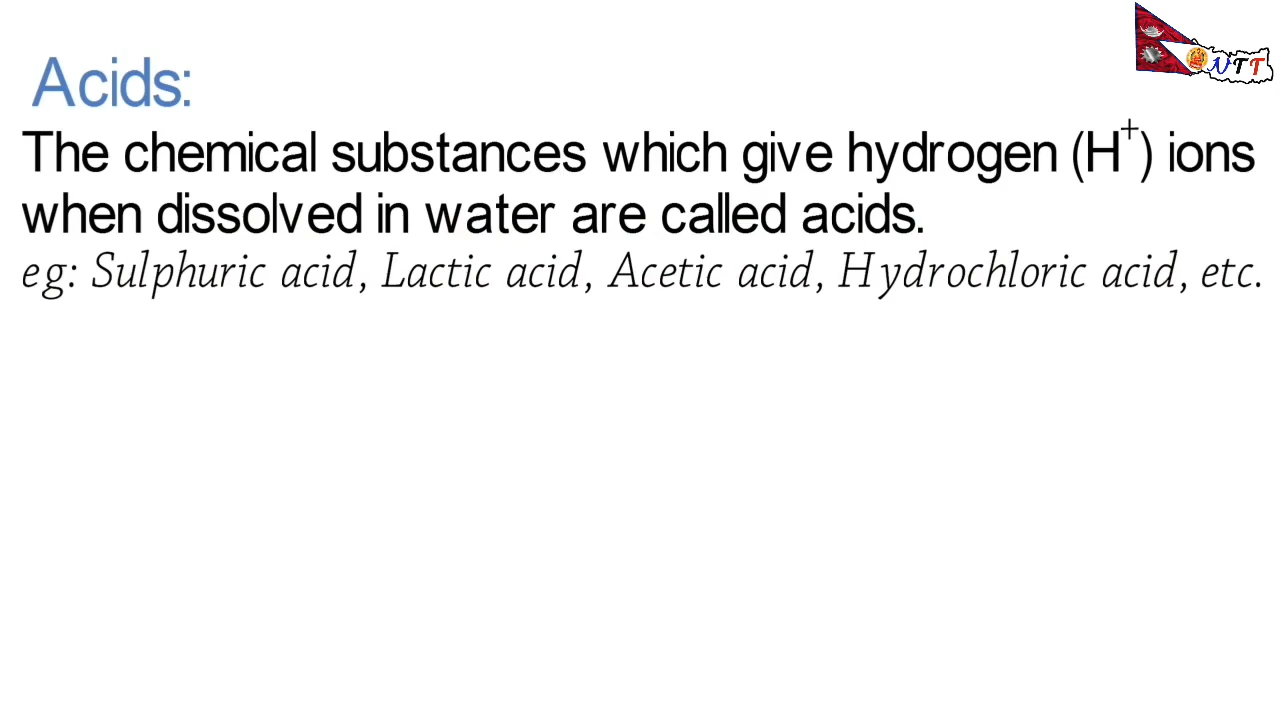 NTT
Acids:
The chemical substances which give hydrogen (H⁺) ions
when dissolved in water are called acids.
eg: Sulphuric acid, Lactic acid, Acetic acid, Hydrochloric acid, etc.